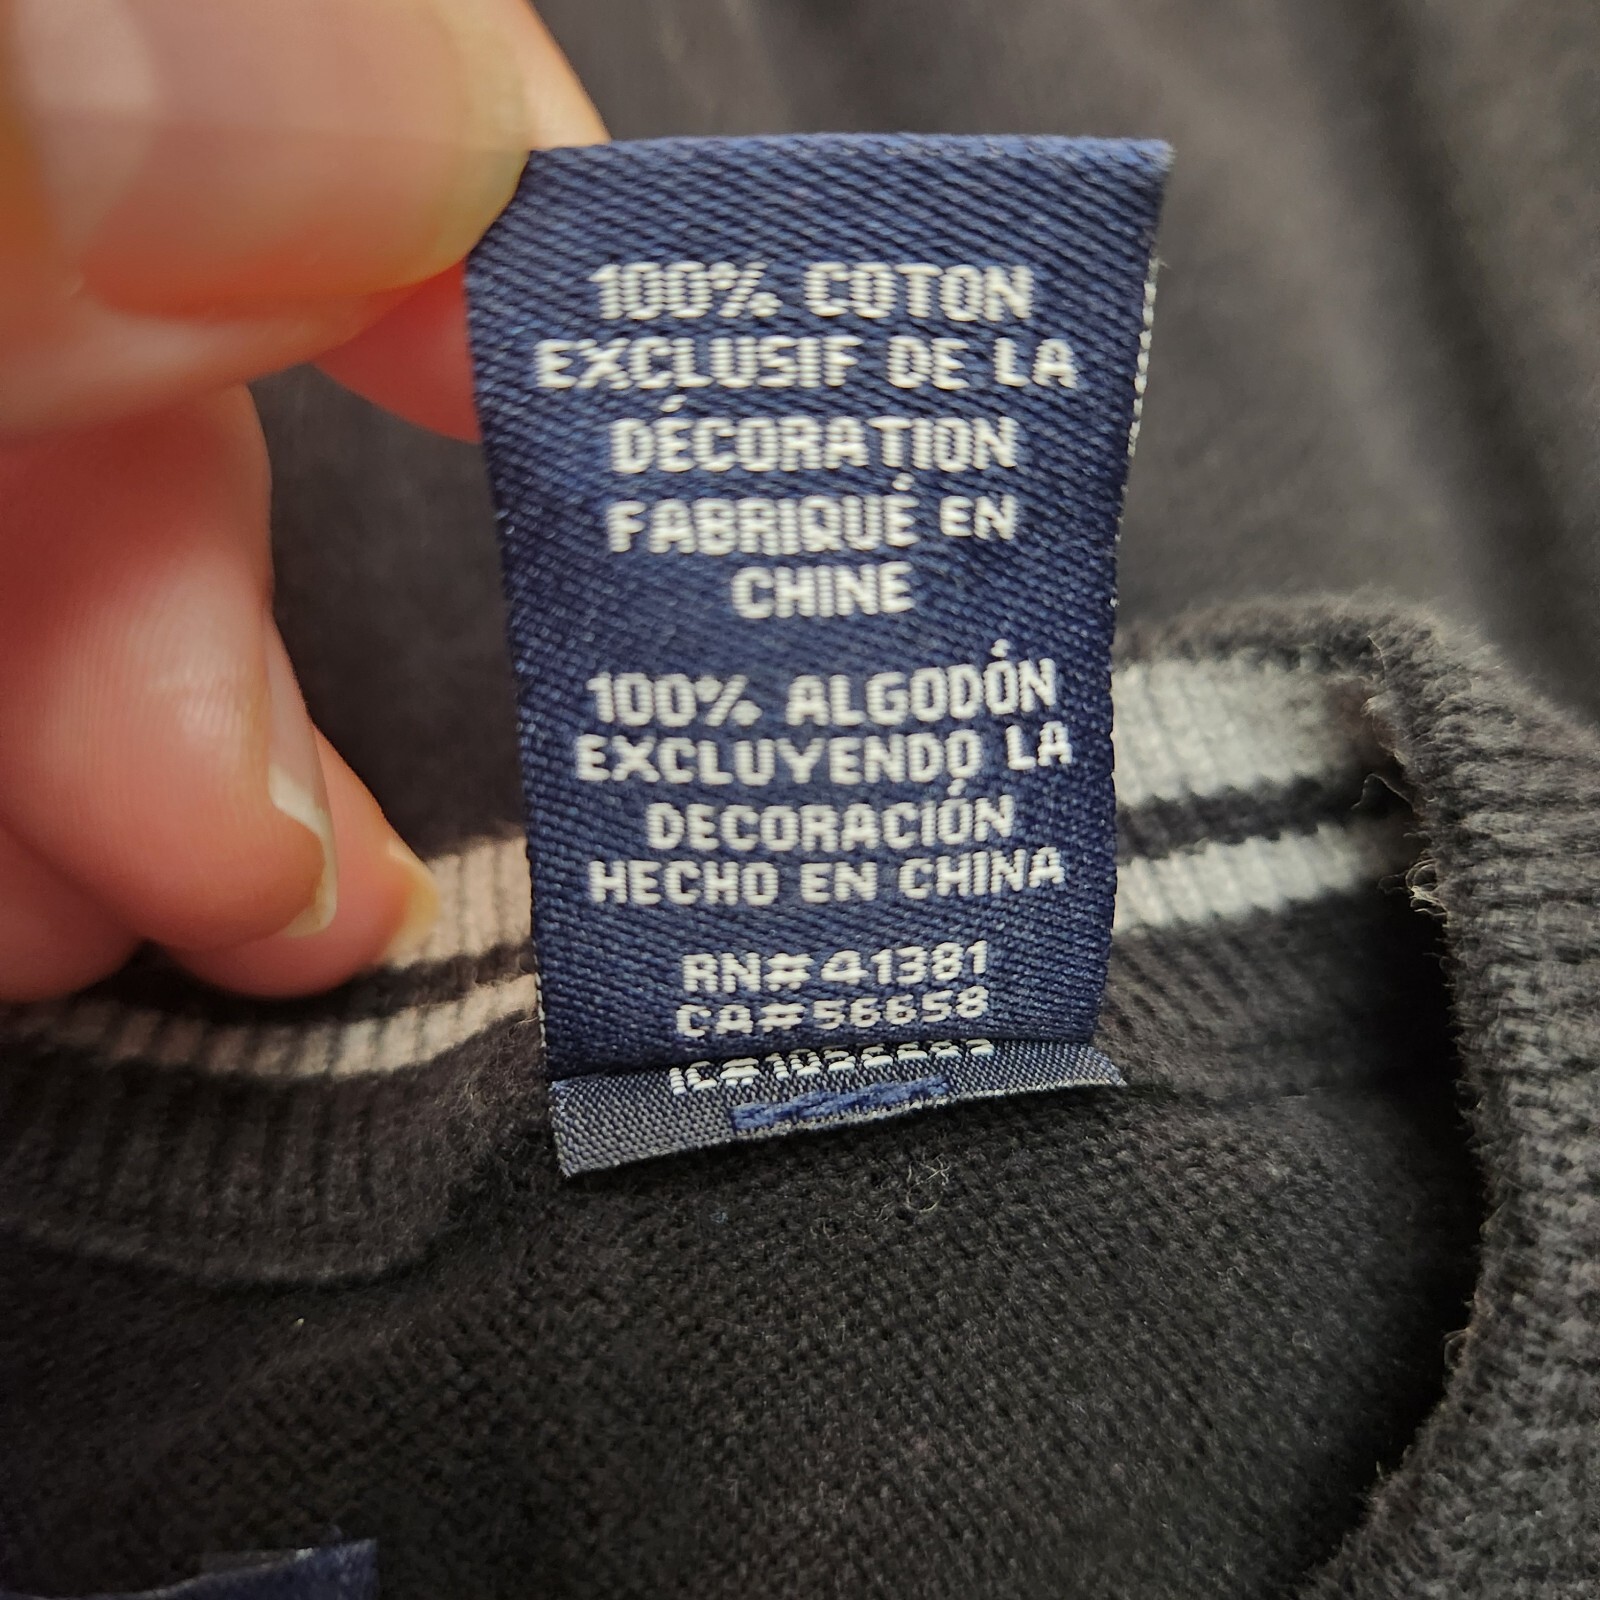 100% COTON
EXCLUSIF DE LA
DÉCORATION
FABRIQUÉ EN
CHINE
100% ALGODÓN
EXCLUYENDO LA
DECORACIÓN
HECHO EN CHINA
RN# 41381
CA# 56658